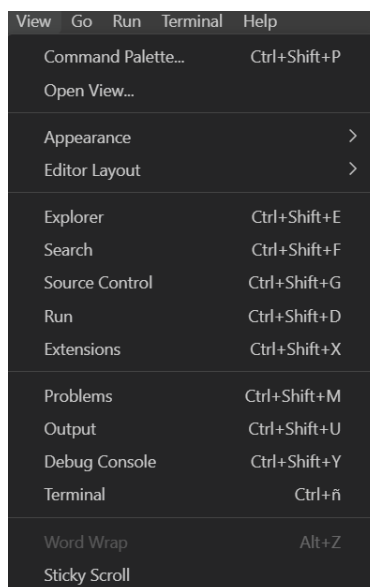 View Go Run Terminal Help
Command Palette... Ctrl+Shift+P
Open View...
Appearance
Editor Layout
Explorer Ctrl+Shift+E
Search Ctrl+Shift+F
Source Control Ctrl+Shift+G
Run Ctrl+Shift+D
Extensions Ctrl+Shift+X
Problems Ctrl+Shift+M
Output Ctrl+Shift+U
Debug Console Ctrl+Shift+Y
Terminal Ctrl+ñ
Word Wrap Alt+Z
Sticky Scroll